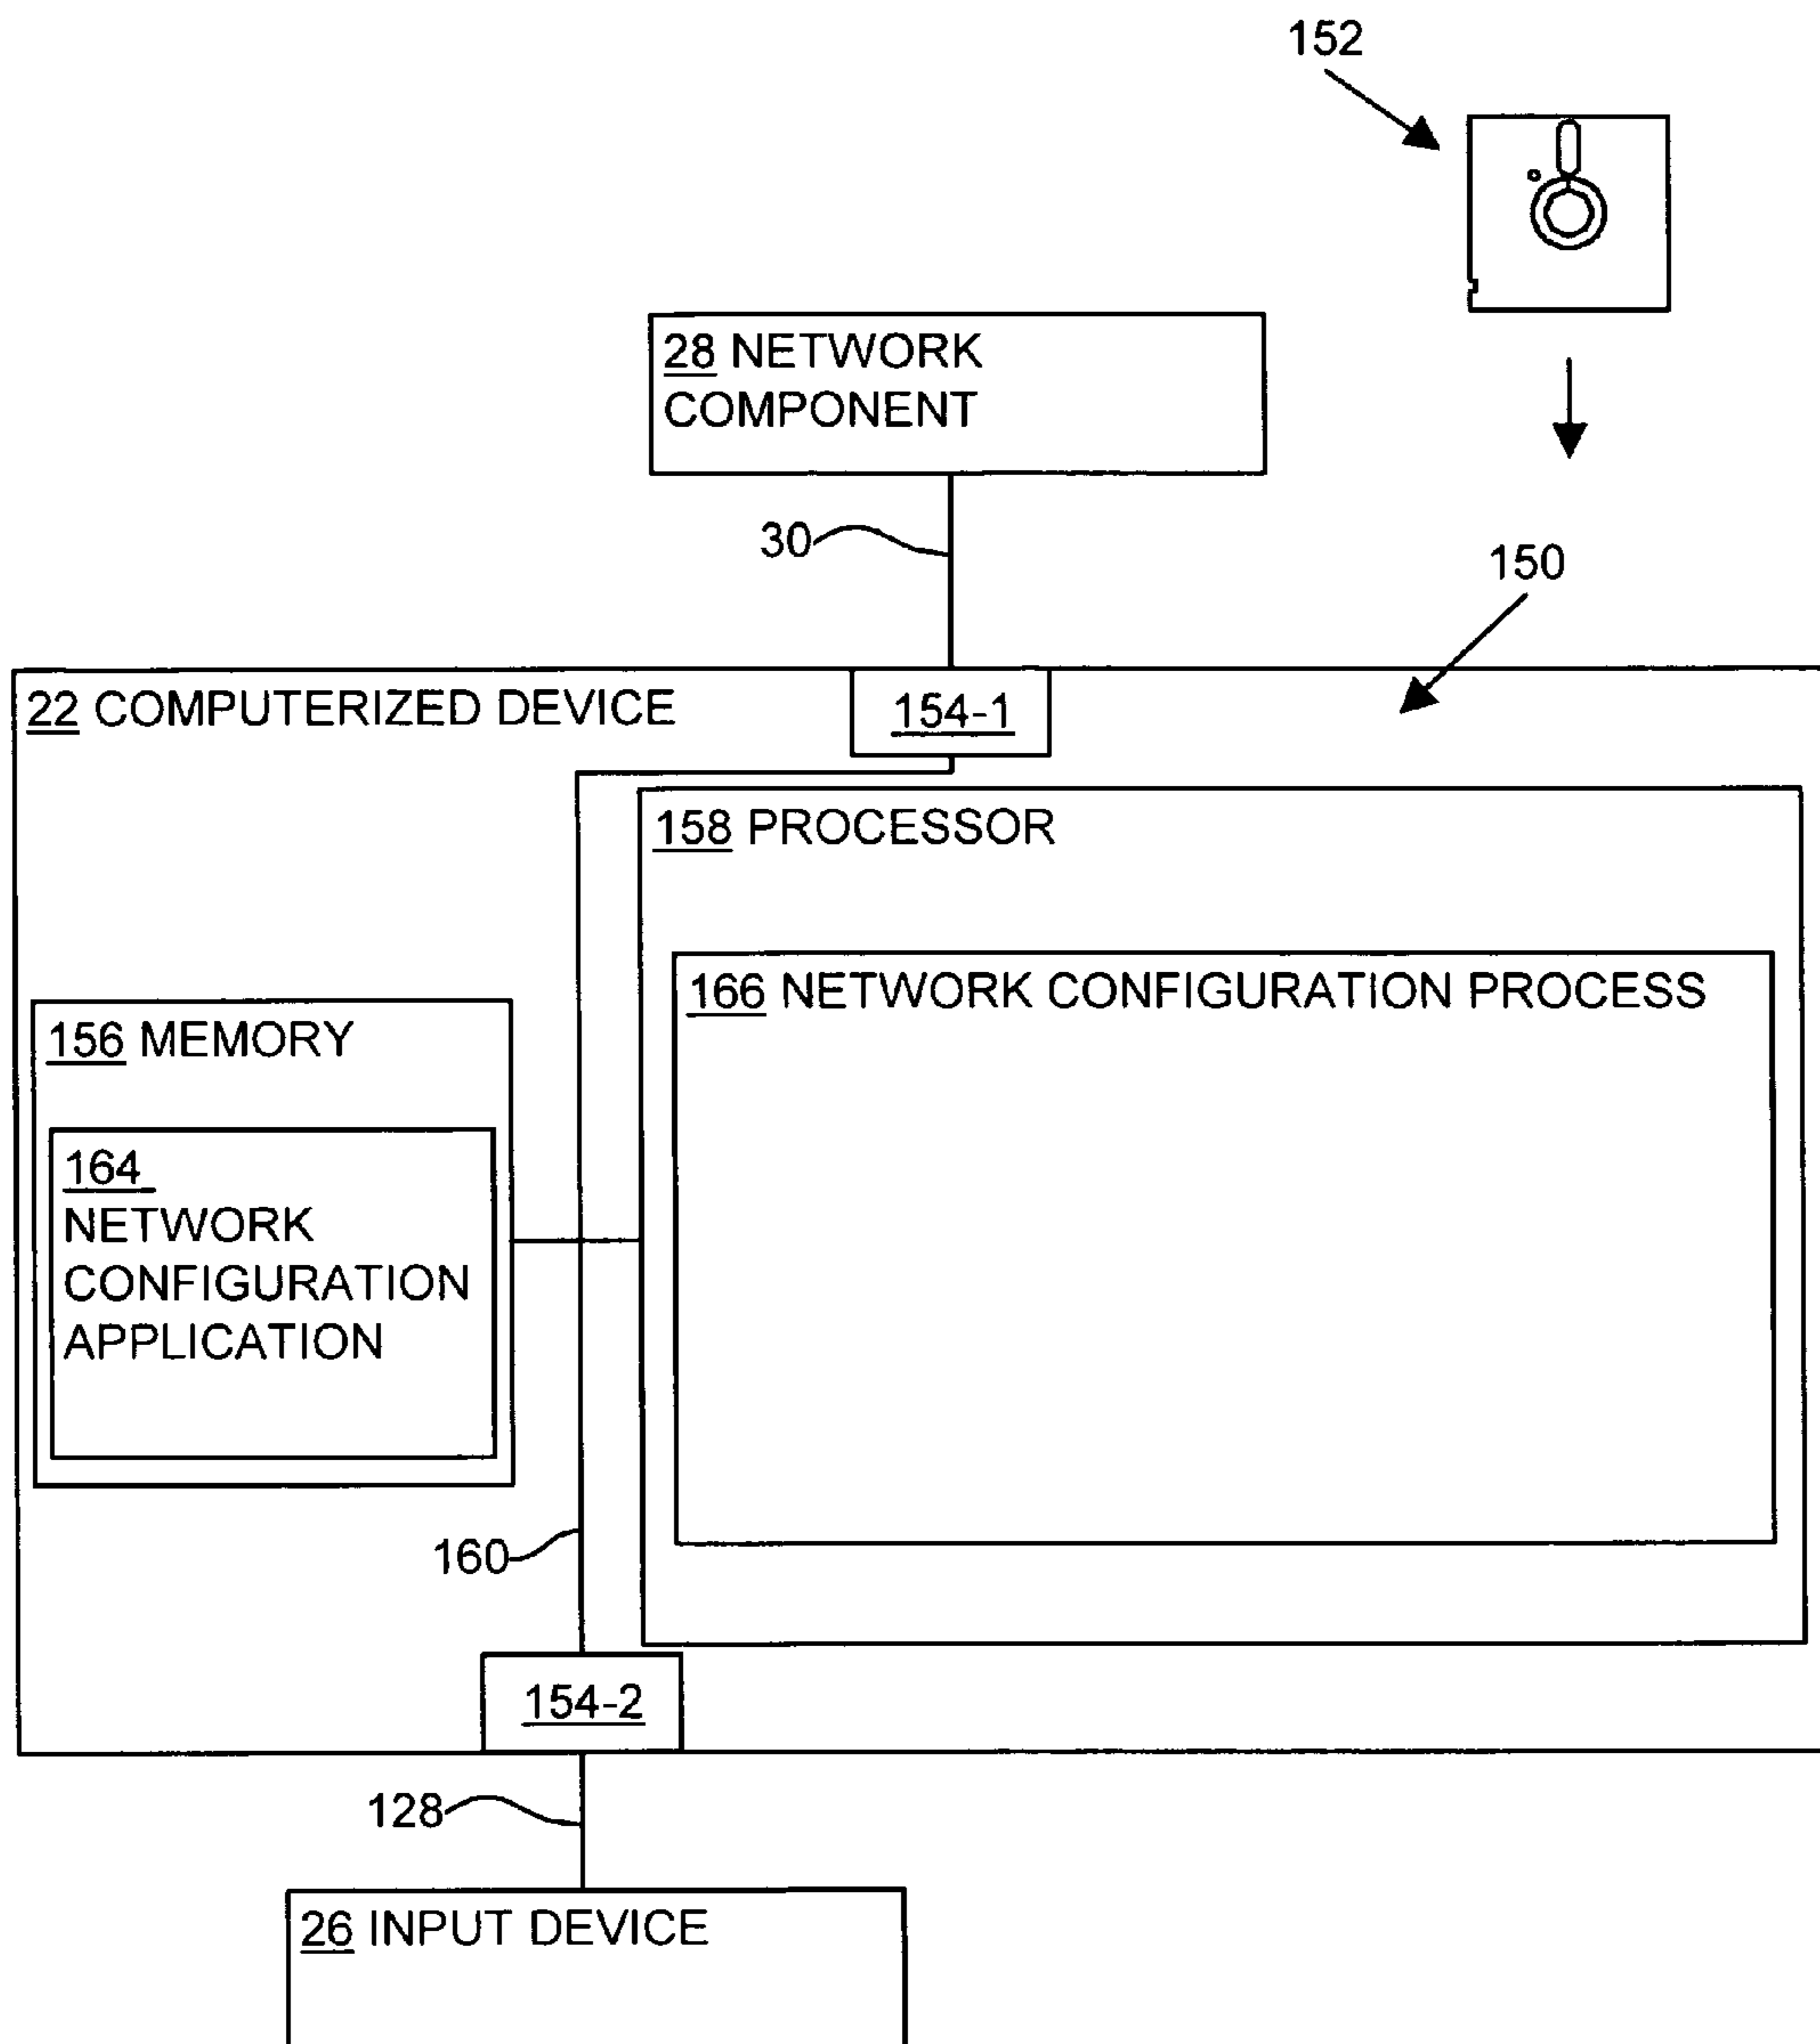 152
28 NETWORK
COMPONENT
30
150
22 COMPUTERIZED DEVICE
154-1
158 PROCESSOR
166 NETWORK CONFIGURATION PROCESS
156 MEMORY
164
NETWORK
CONFIGURATION
APPLICATION
160
154-2
128
26 INPUT DEVICE